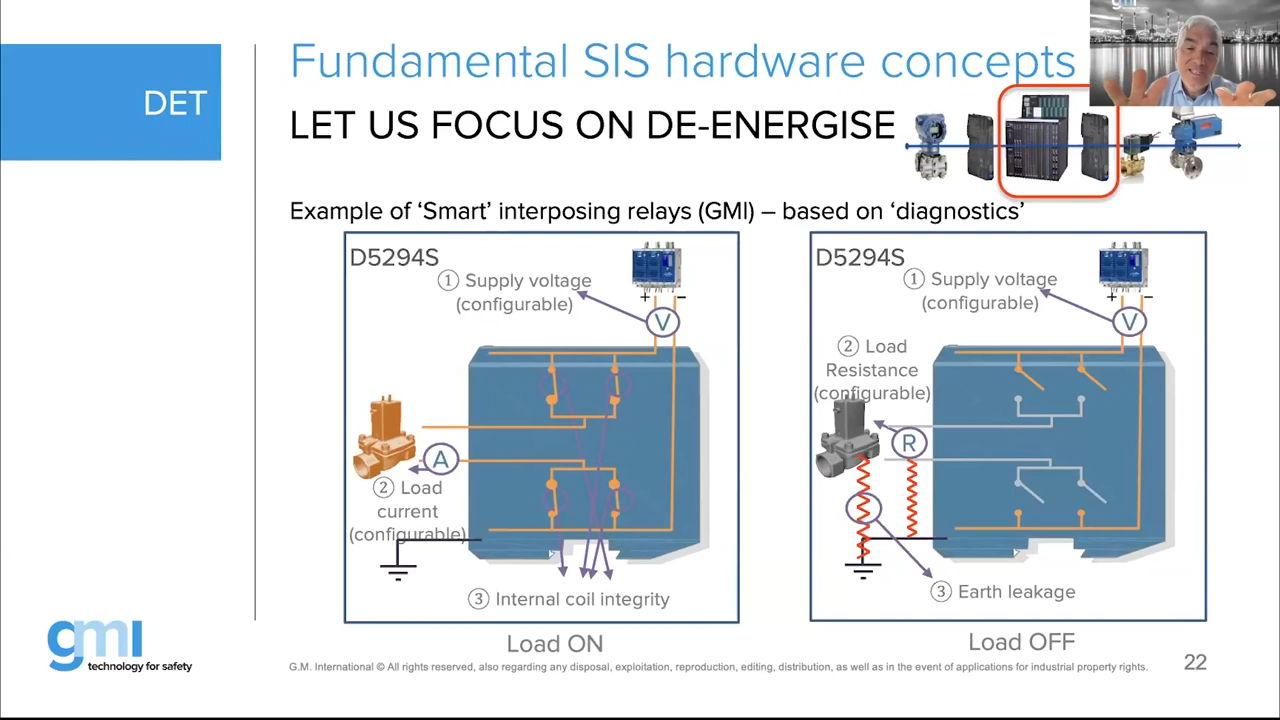 gmi
Fundamental SIS hardware concepts
DET
LET US FOCUS ON DE-ENERGISE
Example of ‘Smart’ interposing relays (GMI) – based on ‘diagnostics’
D5294S
① Supply voltage
(configurable)
+ −
V
A
② Load
current
(configurable)
③ Internal coil integrity
Load ON
D5294S
① Supply voltage
(configurable)
+ −
V
② Load
Resistance
(configurable)
R
③ Earth leakage
Load OFF
gmi
technology for safety
G.M. International © All rights reserved, also regarding any disposal, exploitation, reproduction, editing, distribution, as well as in the event of applications for industrial property rights.
22